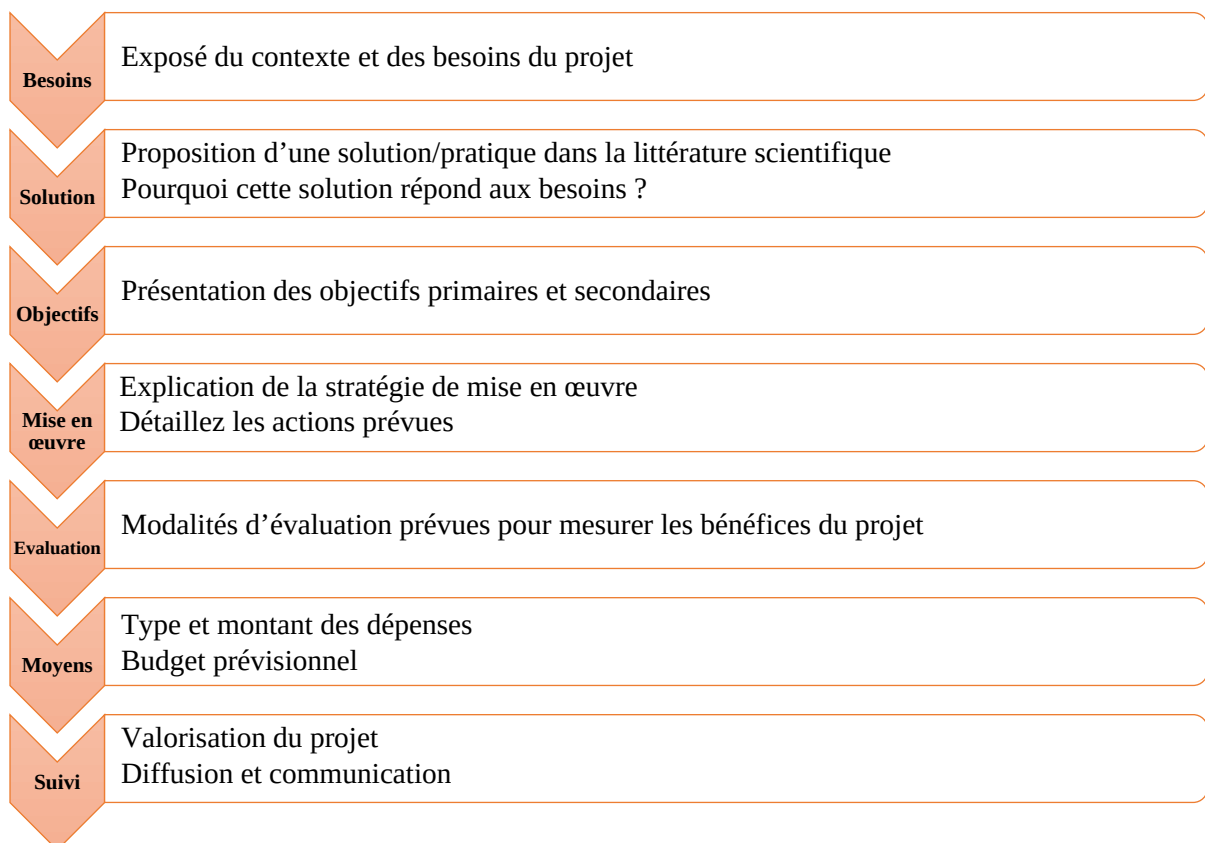 Besoins
Exposé du contexte et des besoins du projet
Solution
Proposition d’une solution/pratique dans la littérature scientifique
Pourquoi cette solution répond aux besoins ?
Objectifs
Présentation des objectifs primaires et secondaires
Mise en
œuvre
Explication de la stratégie de mise en œuvre
Détaillez les actions prévues
Evaluation
Modalités d’évaluation prévues pour mesurer les bénéfices du projet
Moyens
Type et montant des dépenses
Budget prévisionnel
Suivi
Valorisation du projet
Diffusion et communication